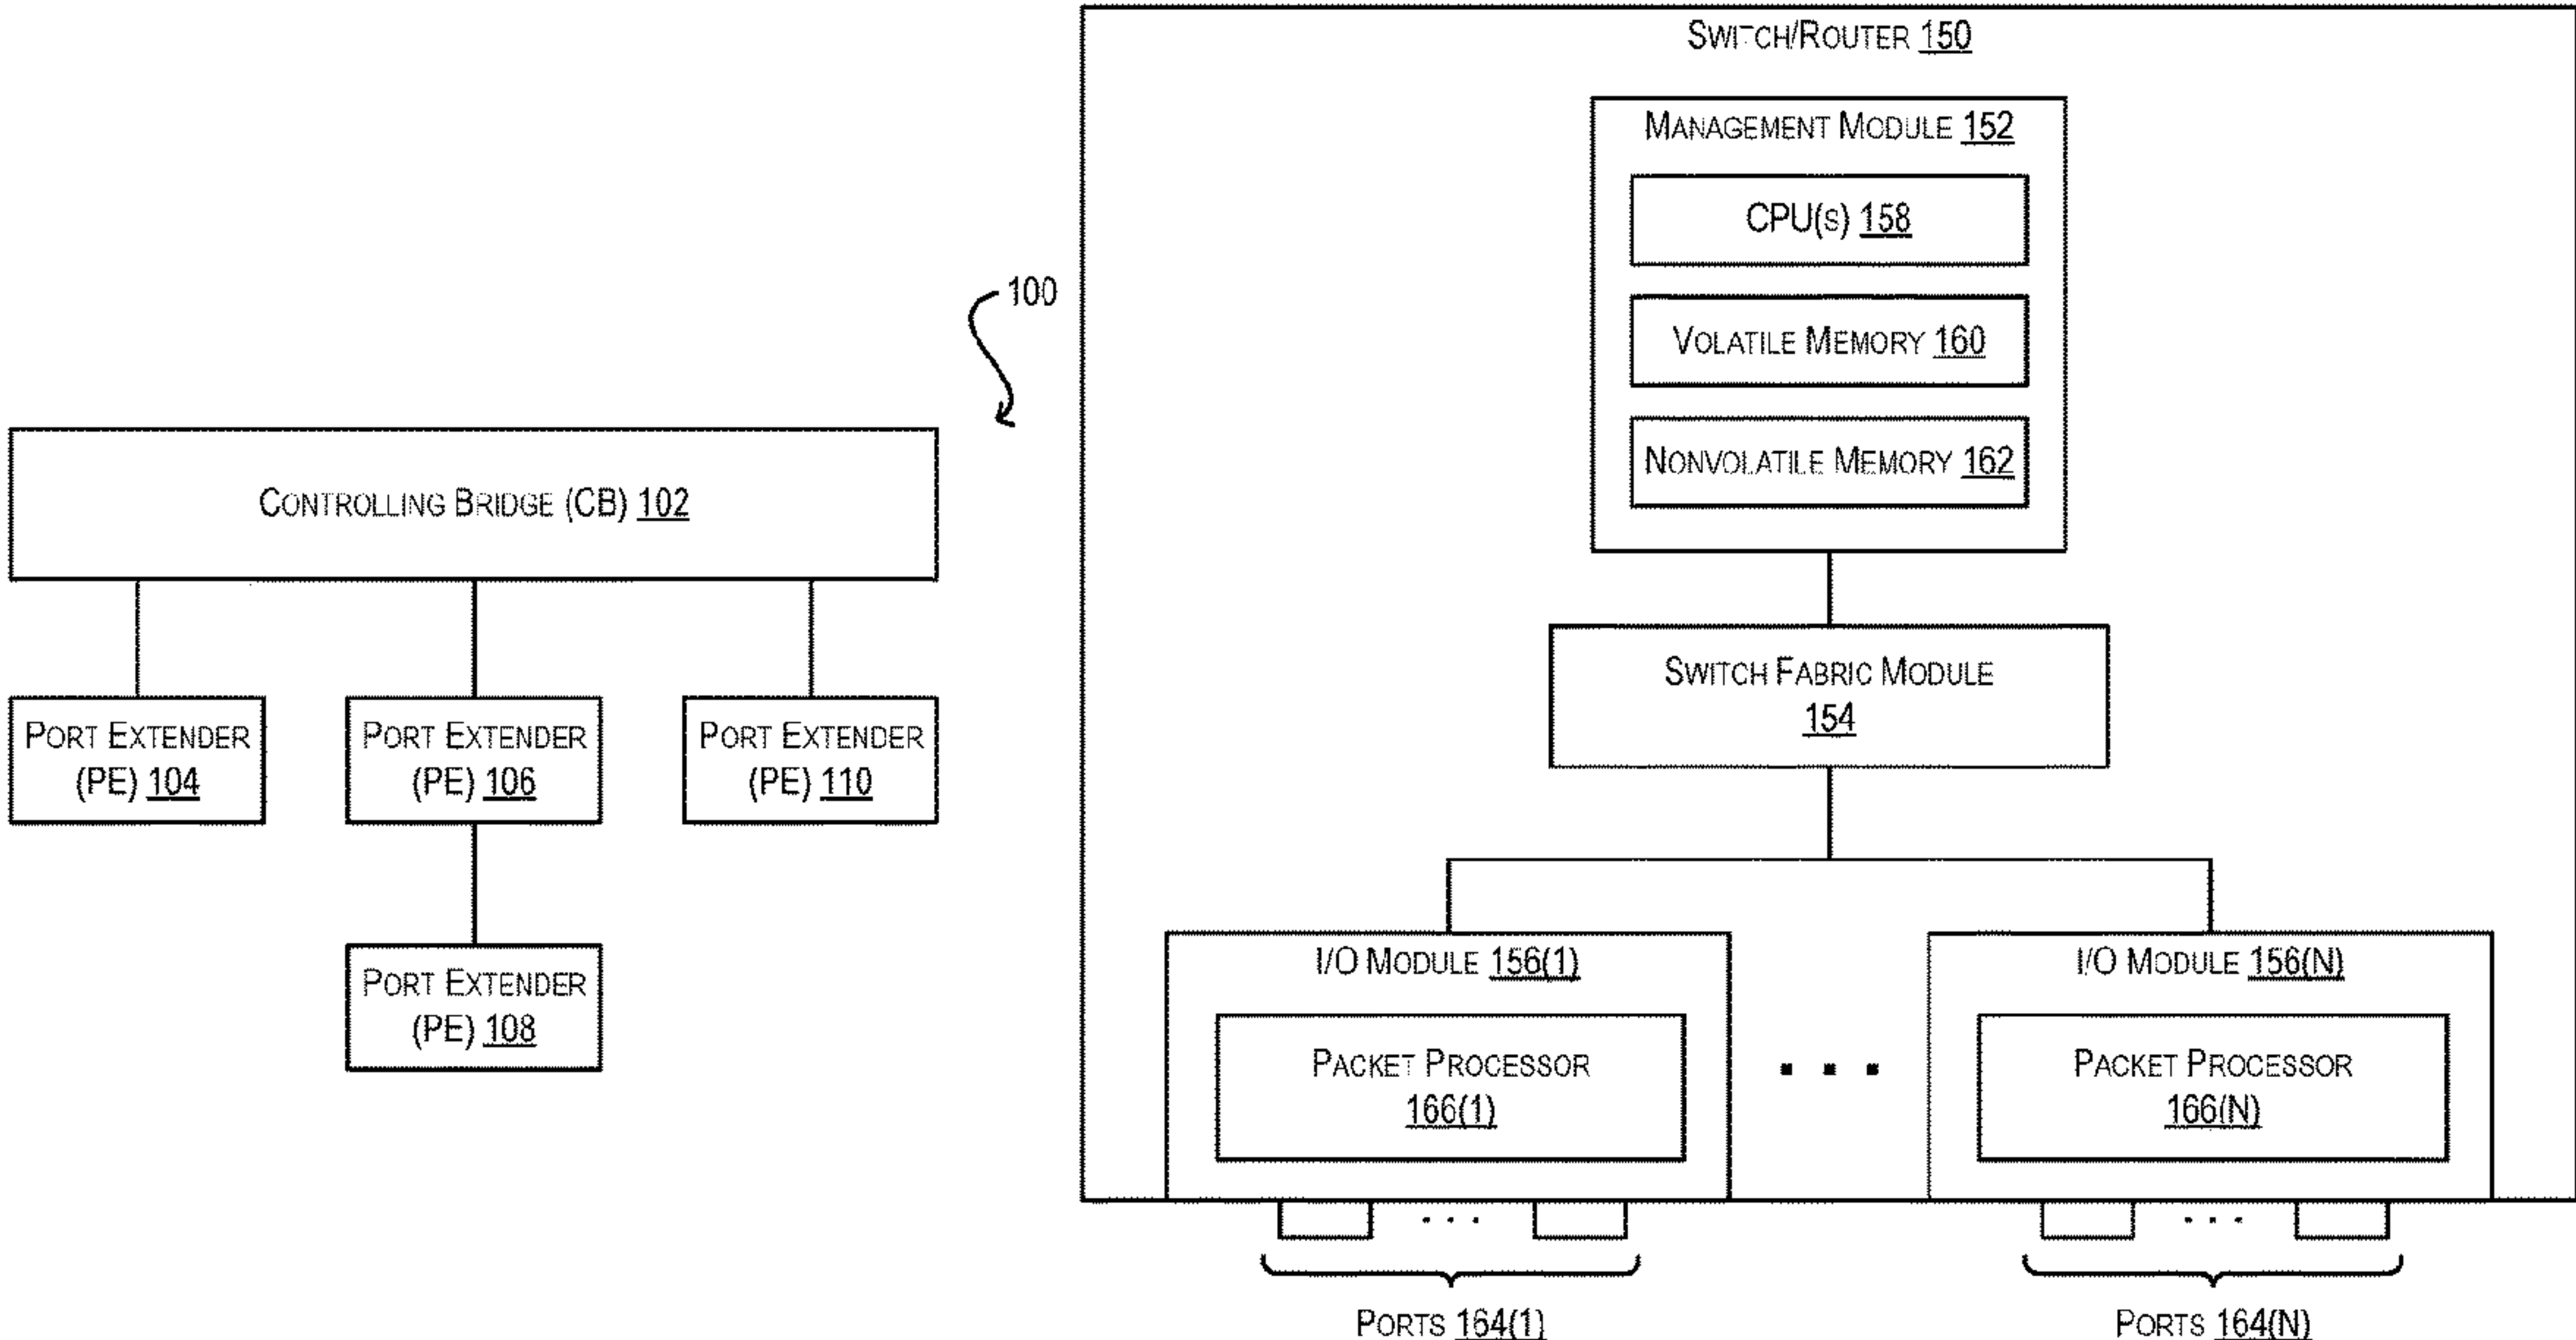 100
CONTROLLING BRIDGE (CB) 102
PORT EXTENDER
(PE) 104
PORT EXTENDER
(PE) 106
PORT EXTENDER
(PE) 110
PORT EXTENDER
(PE) 108
SWITCH/ROUTER 150
MANAGEMENT MODULE 152
CPU(S) 158
VOLATILE MEMORY 160
NONVOLATILE MEMORY 162
SWITCH FABRIC MODULE
154
I/O MODULE 156(1)
PACKET PROCESSOR
166(1)
. . .
I/O MODULE 156(N)
PACKET PROCESSOR
166(N)
. . .
. . .
PORTS 164(1)
PORTS 164(N)